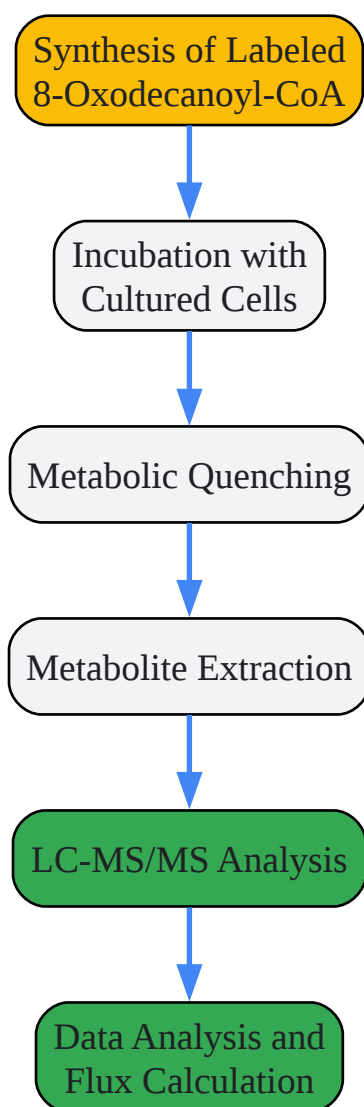 Synthesis of Labeled
8-Oxodecanoyl-CoA
Incubation with
Cultured Cells
Metabolic Quenching
Metabolite Extraction
LC-MS/MS Analysis
Data Analysis and
Flux Calculation